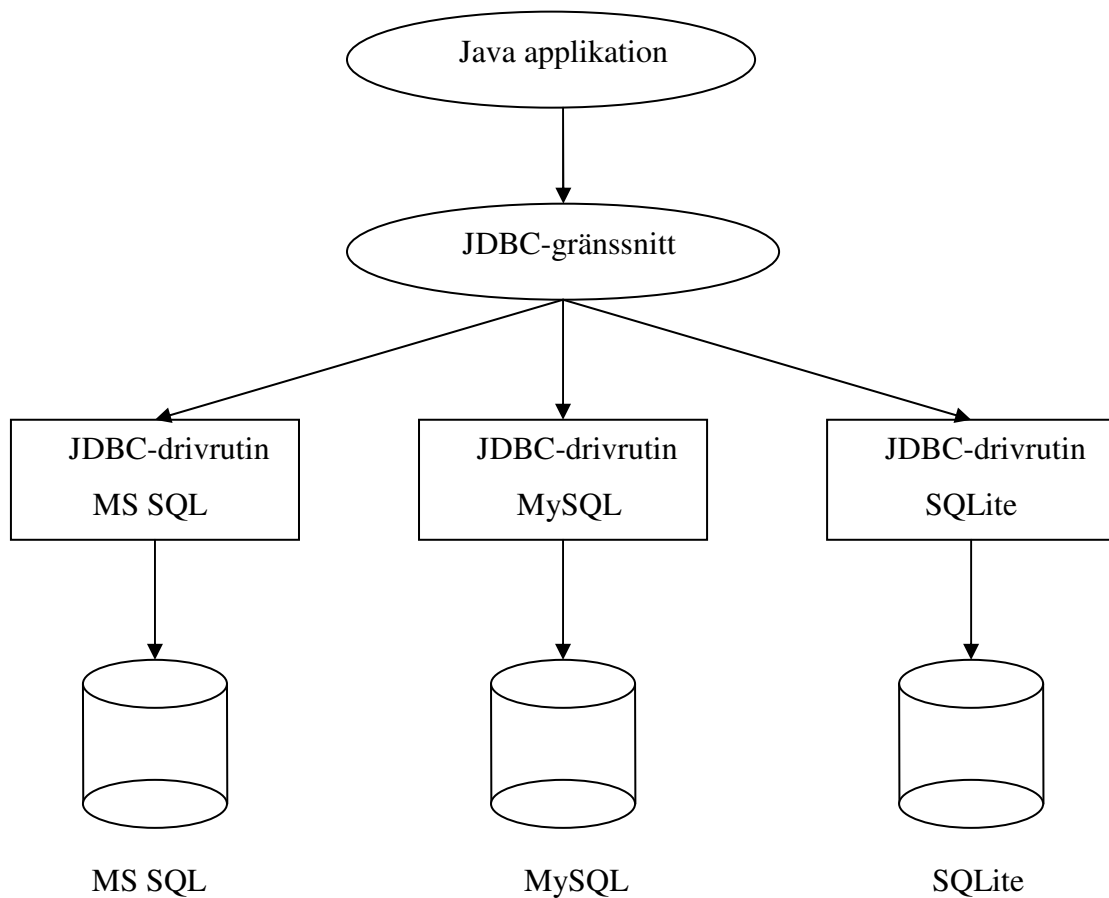 Java applikation
JDBC-gränssnitt
JDBC-drivrutin
MS SQL
JDBC-drivrutin
MySQL
JDBC-drivrutin
SQLite
MS SQL
MySQL
SQLite